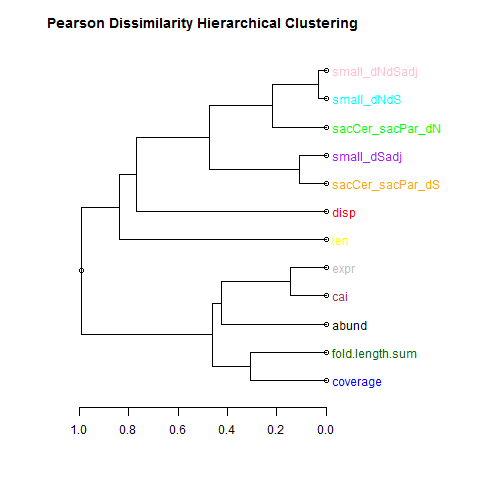 Pearson Dissimilarity Hierarchical Clustering
small_dNdSadj
small_dNdS
sacCer_sacPar_dN
small_dSadj
sacCer_sacPar_dS
disp
len
expr
cai
abund
fold.length.sum
coverage
1.0 0.8 0.6 0.4 0.2 0.0